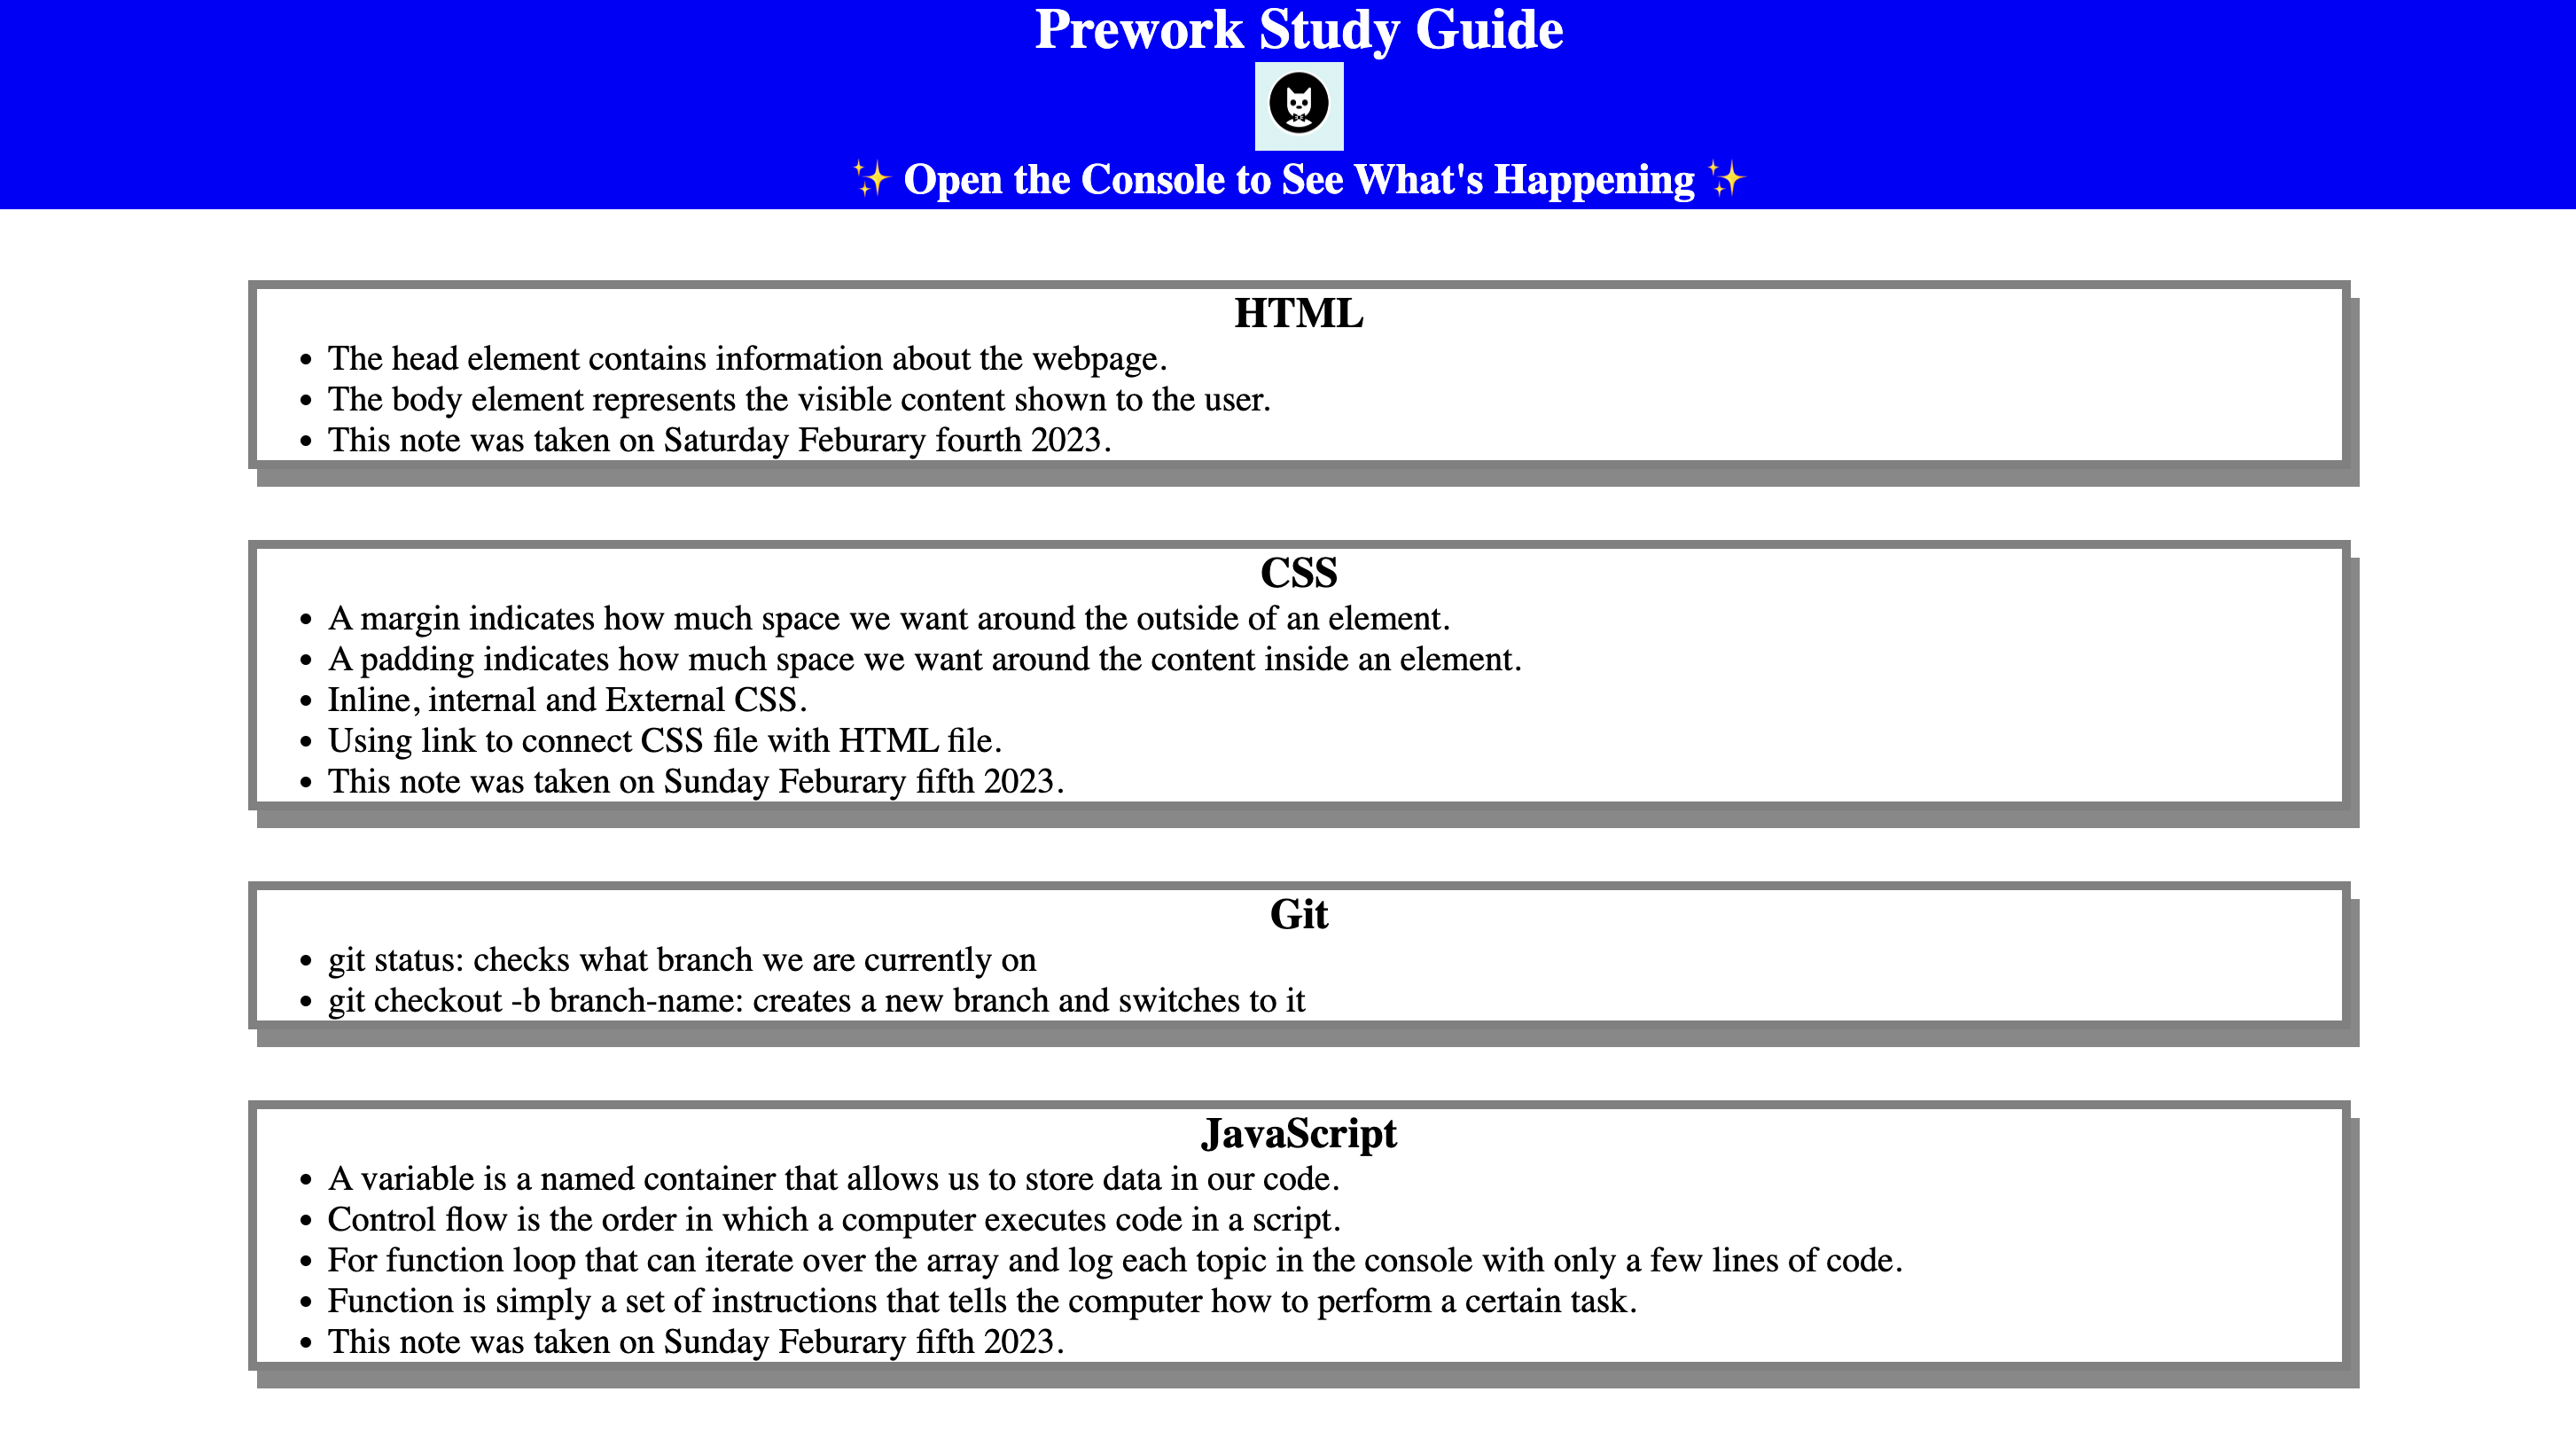 Prework Study Guide
✨ Open the Console to See What's Happening ✨
HTML
• The head element contains information about the webpage.
• The body element represents the visible content shown to the user.
• This note was taken on Saturday Feburary fourth 2023.
CSS
• A margin indicates how much space we want around the outside of an element.
• A padding indicates how much space we want around the content inside an element.
• Inline, internal and External CSS.
• Using link to connect CSS file with HTML file.
• This note was taken on Sunday Feburary fifth 2023.
Git
• git status: checks what branch we are currently on
• git checkout -b branch-name: creates a new branch and switches to it
JavaScript
• A variable is a named container that allows us to store data in our code.
• Control flow is the order in which a computer executes code in a script.
• For function loop that can iterate over the array and log each topic in the console with only a few lines of code.
• Function is simply a set of instructions that tells the computer how to perform a certain task.
• This note was taken on Sunday Feburary fifth 2023.